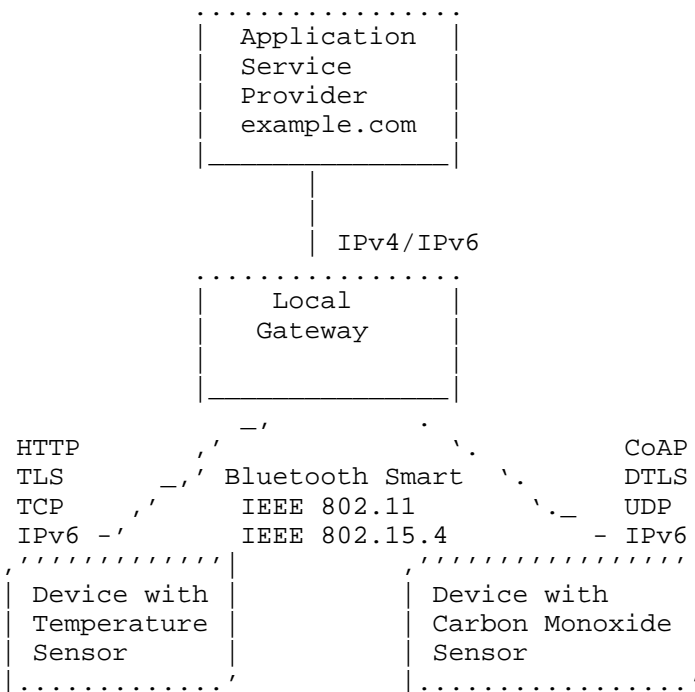 Application
Service
Provider
example.com
IPv4/IPv6
Local
Gateway
HTTP CoAP
TLS Bluetooth Smart DTLS
TCP IEEE 802.11 UDP
IPv6 IEEE 802.15.4 IPv6
Device with Device with
Temperature Carbon Monoxide
Sensor Sensor